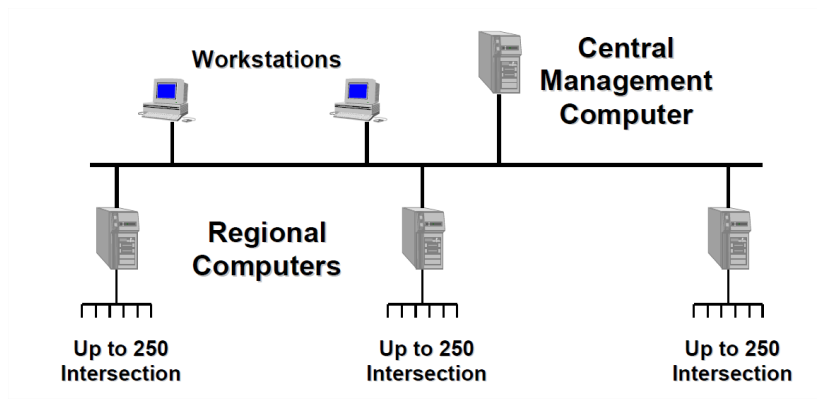 Workstations
Central
Management
Computer
Regional
Computers
Up to 250
Intersection
Up to 250
Intersection
Up to 250
Intersection